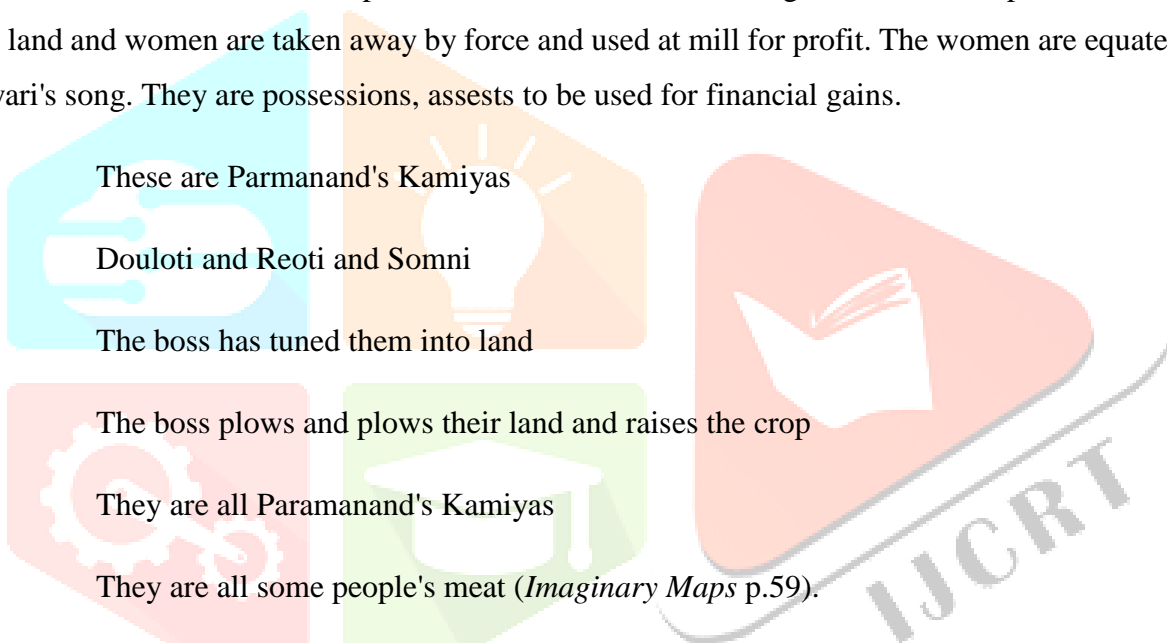 land and women are taken away by force and used at mill for profit. The women are equate
vari's song. They are possessions, assests to be used for financial gains.
These are Parmanand's Kamiyas
Douloti and Reoti and Somni
The boss has tuned them into land
The boss plows and plows their land and raises the crop
They are all Paramanand's Kamiyas
They are all some people's meat (Imaginary Maps p.59).
IJCRT